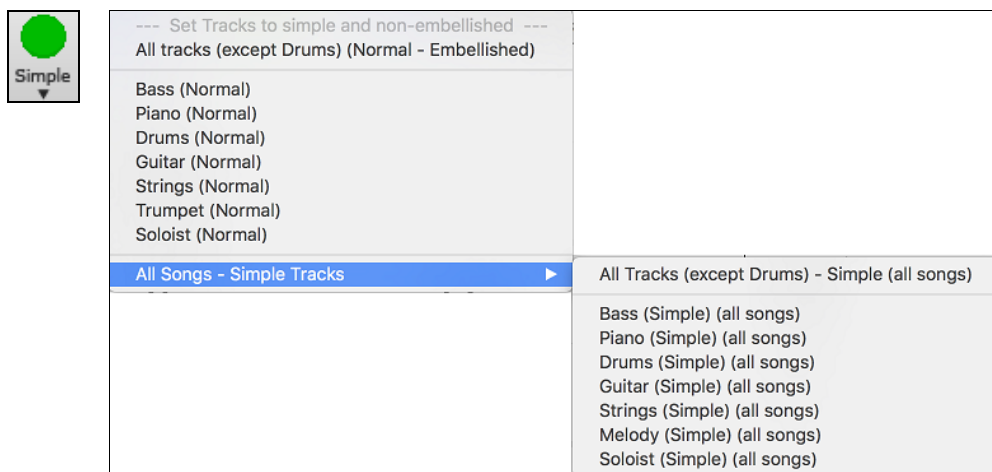 Simple
--- Set Tracks to simple and non-embellished ---
All tracks (except Drums) (Normal - Embellished)
Bass (Normal)
Piano (Normal)
Drums (Normal)
Guitar (Normal)
Strings (Normal)
Trumpet (Normal)
Soloist (Normal)
All Songs - Simple Tracks
All Tracks (except Drums) - Simple (all songs)
Bass (Simple) (all songs)
Piano (Simple) (all songs)
Drums (Simple) (all songs)
Guitar (Simple) (all songs)
Strings (Simple) (all songs)
Melody (Simple) (all songs)
Soloist (Simple) (all songs)